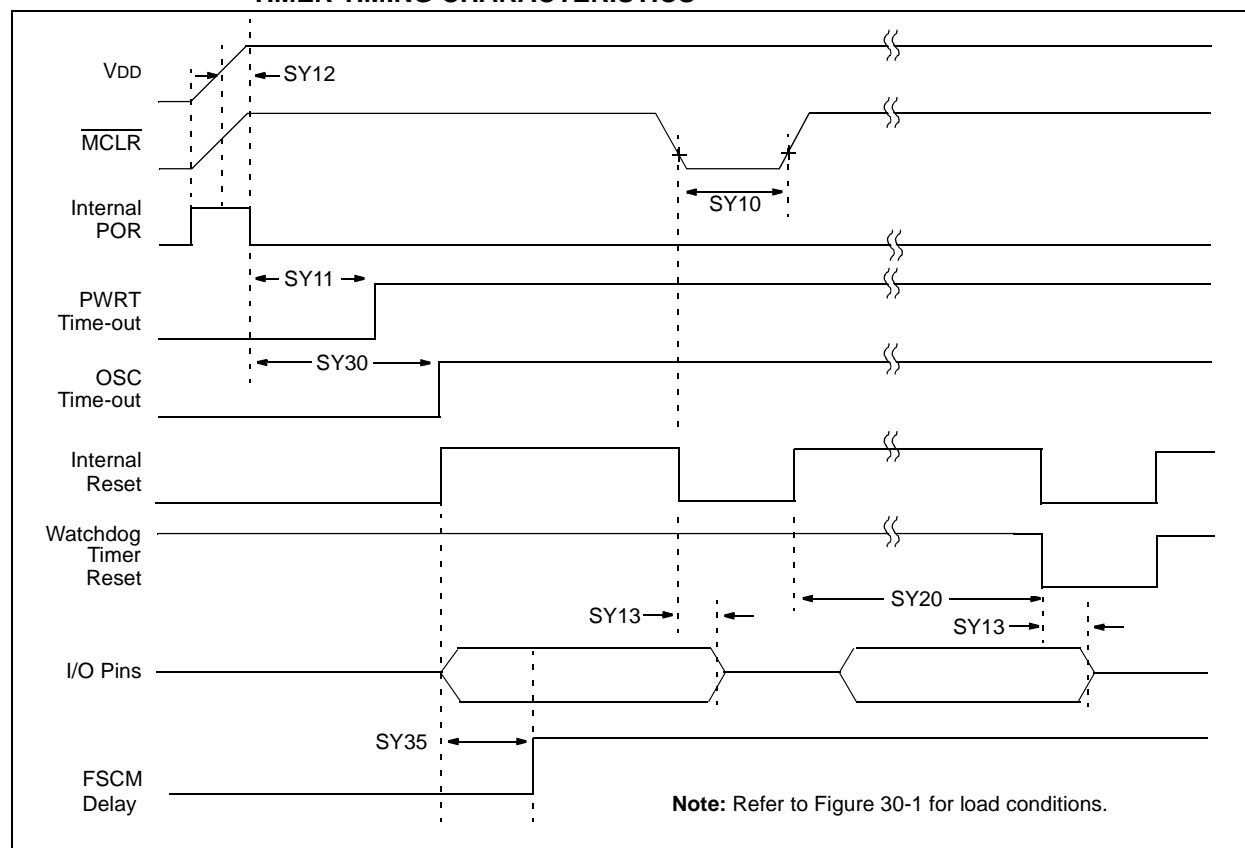 TIMER TIMING CHARACTERISTICS
VDD
SY12
MCLR
SY10
Internal
POR
SY11
PWRT
Time-out
SY30
OSC
Time-out
Internal
Reset
Watchdog
Timer
Reset
SY20
SY13
SY13
I/O Pins
SY35
FSCM
Delay
Note: Refer to Figure 30-1 for load conditions.